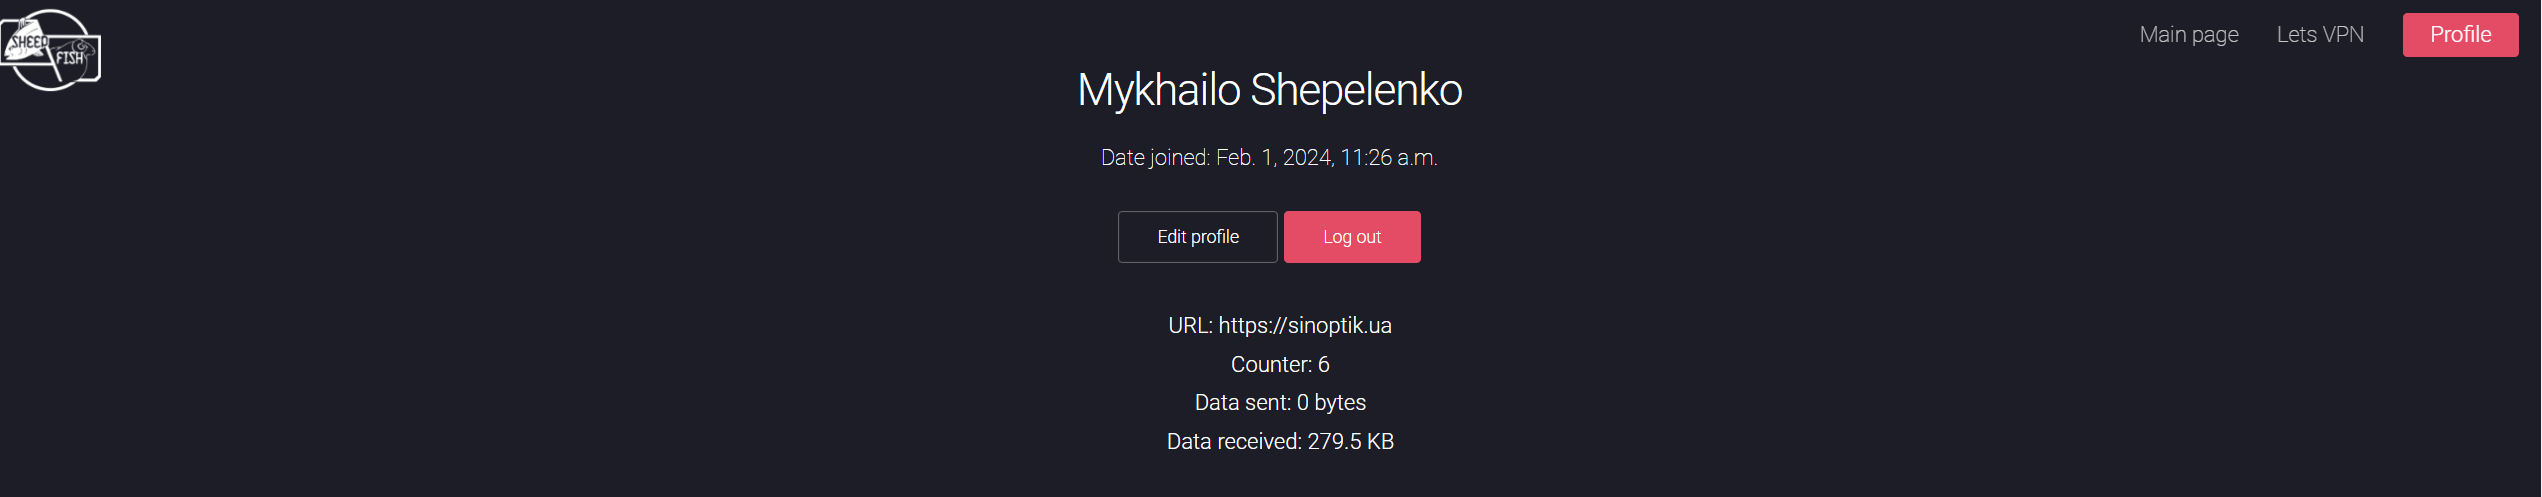 SHEEP
FISH
Main page
Lets VPN
Profile
Mykhailo Shepelenko
Date joined: Feb. 1, 2024, 11:26 a.m.
Edit profile
Log out
URL: https://sinoptik.ua
Counter: 6
Data sent: 0 bytes
Data received: 279.5 KB